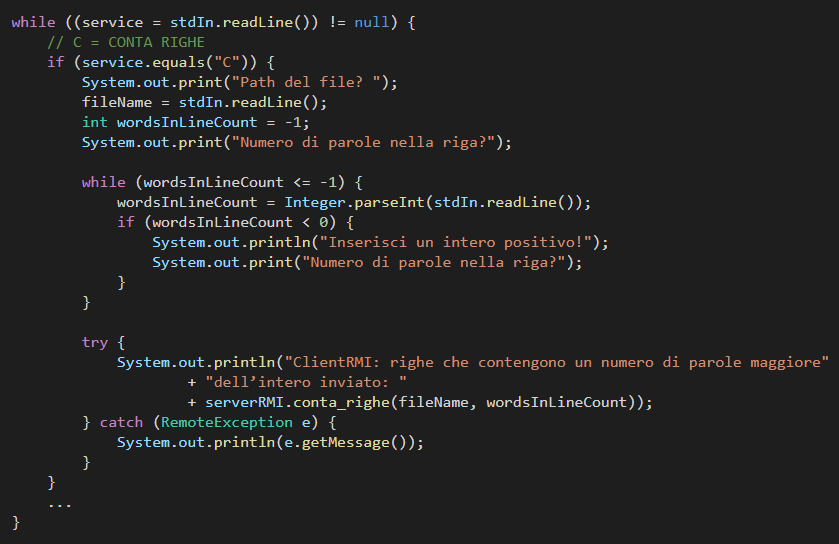 while ((service = stdIn.readLine()) != null) {
    // C = CONTA RIGHE
    if (service.equals("C")) {
        System.out.print("Path del file? ");
        fileName = stdIn.readLine();
        int wordsInLineCount = -1;
        System.out.print("Numero di parole nella riga?");

        while (wordsInLineCount <= -1) {
            wordsInLineCount = Integer.parseInt(stdIn.readLine());
            if (wordsInLineCount < 0) {
                System.out.println("Inserisci un intero positivo!");
                System.out.print("Numero di parole nella riga?");
            }
        }

        try {
            System.out.println("ClientRMI: righe che contengono un numero di parole maggiore"
                    + "dell’intero inviato: "
                    + serverRMI.conta_righe(fileName, wordsInLineCount));
        } catch (RemoteException e) {
            System.out.println(e.getMessage());
        }
    }
    ...
}